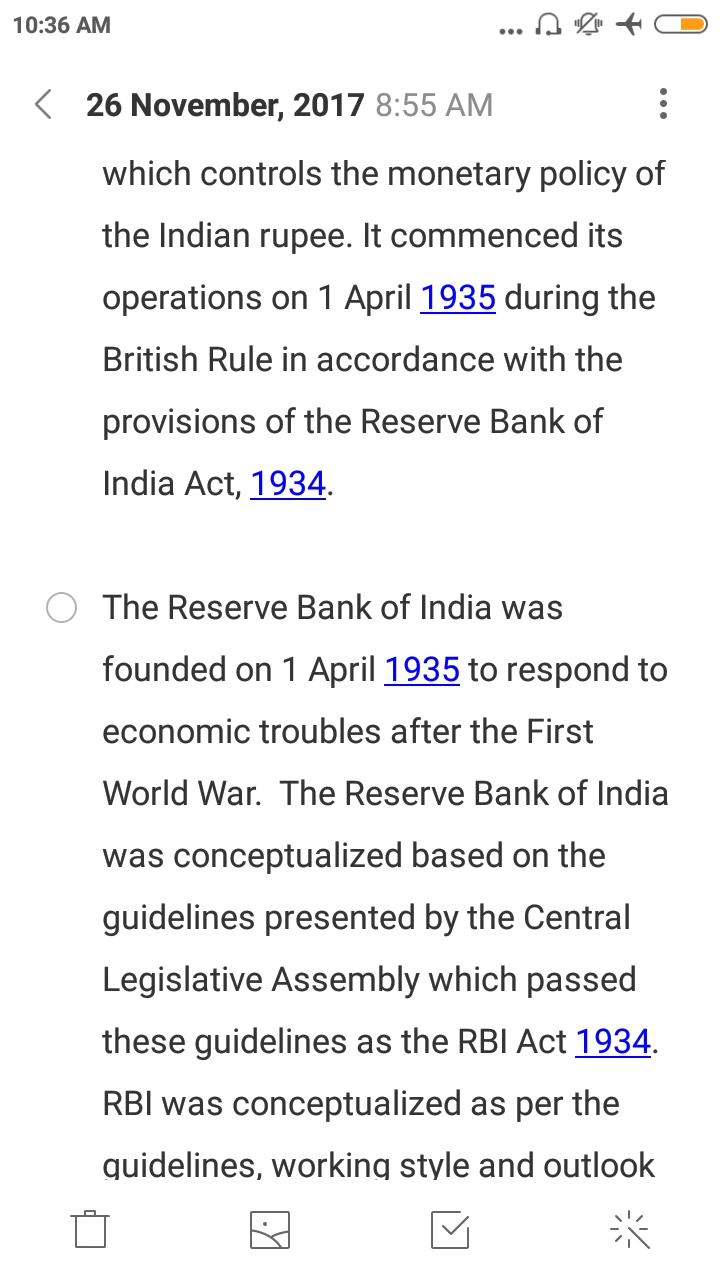 10:36 AM
26 November, 2017 8:55 AM
which controls the monetary policy of
the Indian rupee. It commenced its
operations on 1 April 1935 during the
British Rule in accordance with the
provisions of the Reserve Bank of
India Act, 1934.
The Reserve Bank of India was
founded on 1 April 1935 to respond to
economic troubles after the First
World War.  The Reserve Bank of India
was conceptualized based on the
guidelines presented by the Central
Legislative Assembly which passed
these guidelines as the RBI Act 1934.
RBI was conceptualized as per the
guidelines, working style and outlook